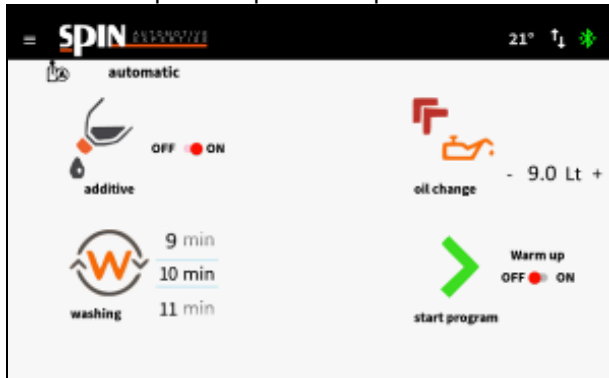 SPIN AUTOMOTIVE EXPERTISE
21°
automatic
OFF ON
additive
- 9.0 Lt +
oil change
9 min
10 min
11 min
washing
Warm up
OFF ON
start program